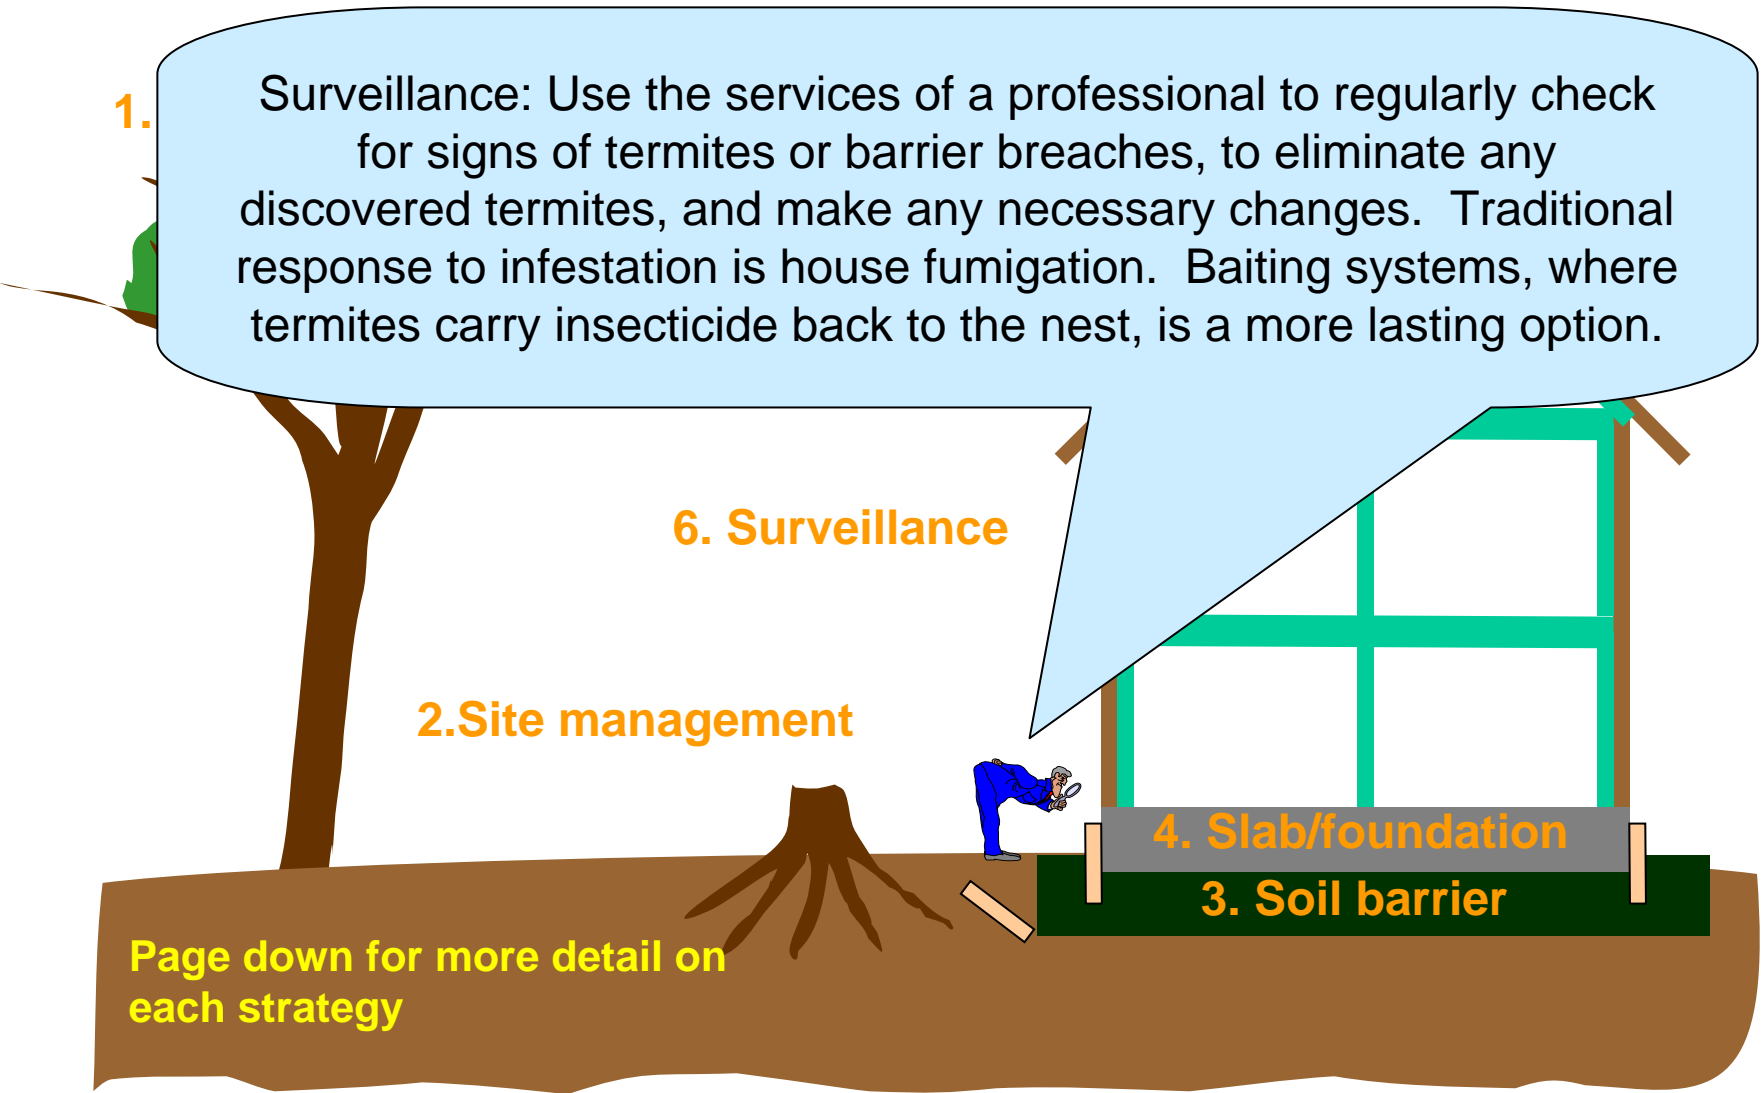 1.
Surveillance: Use the services of a professional to regularly check
for signs of termites or barrier breaches, to eliminate any
discovered termites, and make any necessary changes.  Traditional
response to infestation is house fumigation.  Baiting systems, where
termites carry insecticide back to the nest, is a more lasting option.
6. Surveillance
2.Site management
4. Slab/foundation
3. Soil barrier
Page down for more detail on
each strategy